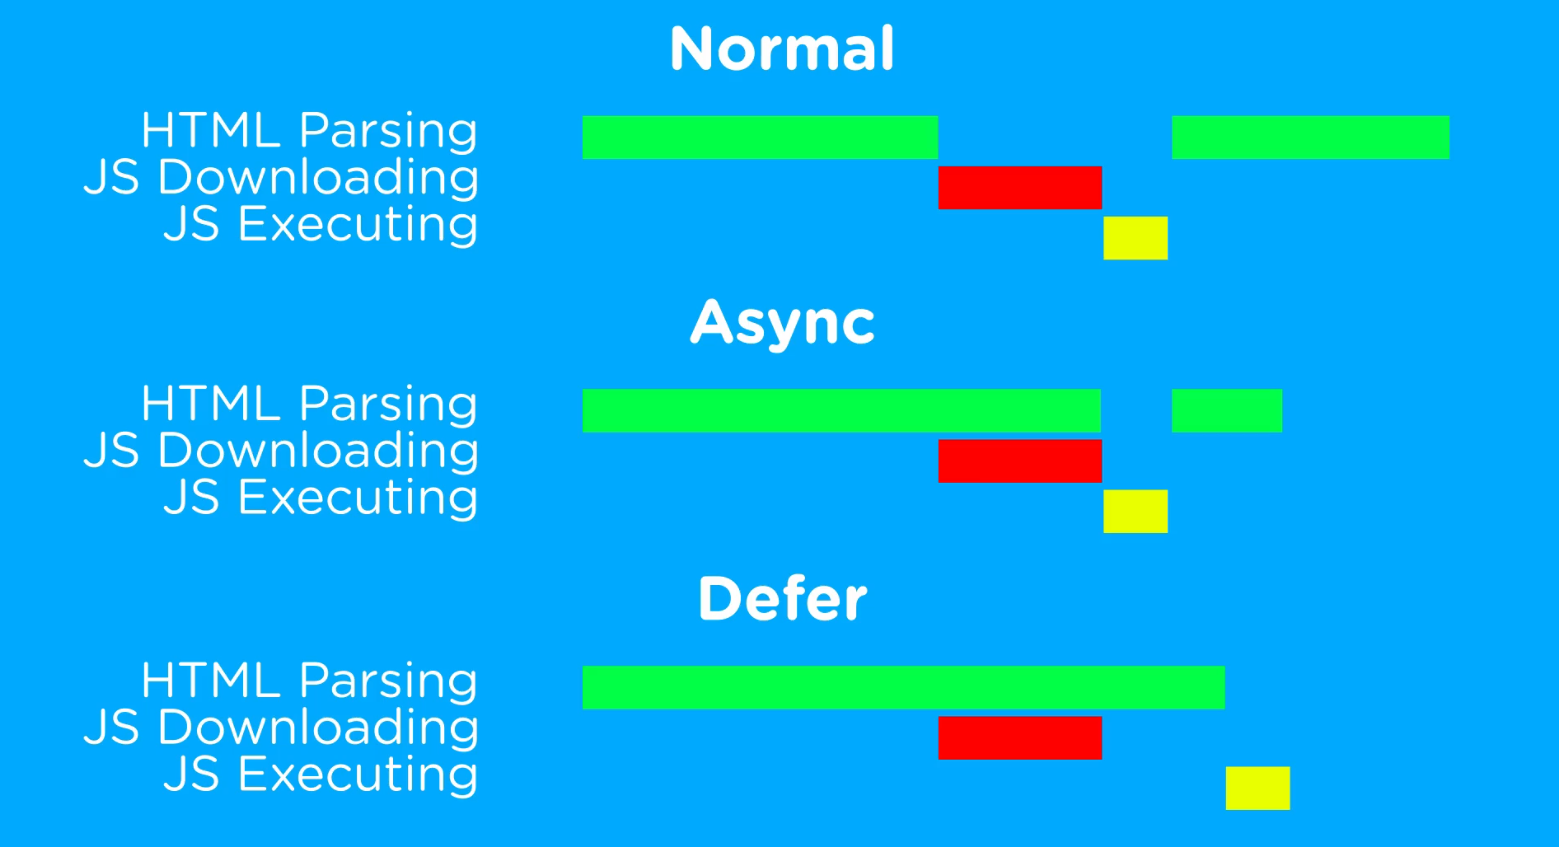 Normal
HTML Parsing
JS Downloading
JS Executing
Async
HTML Parsing
JS Downloading
JS Executing
Defer
HTML Parsing
JS Downloading
JS Executing